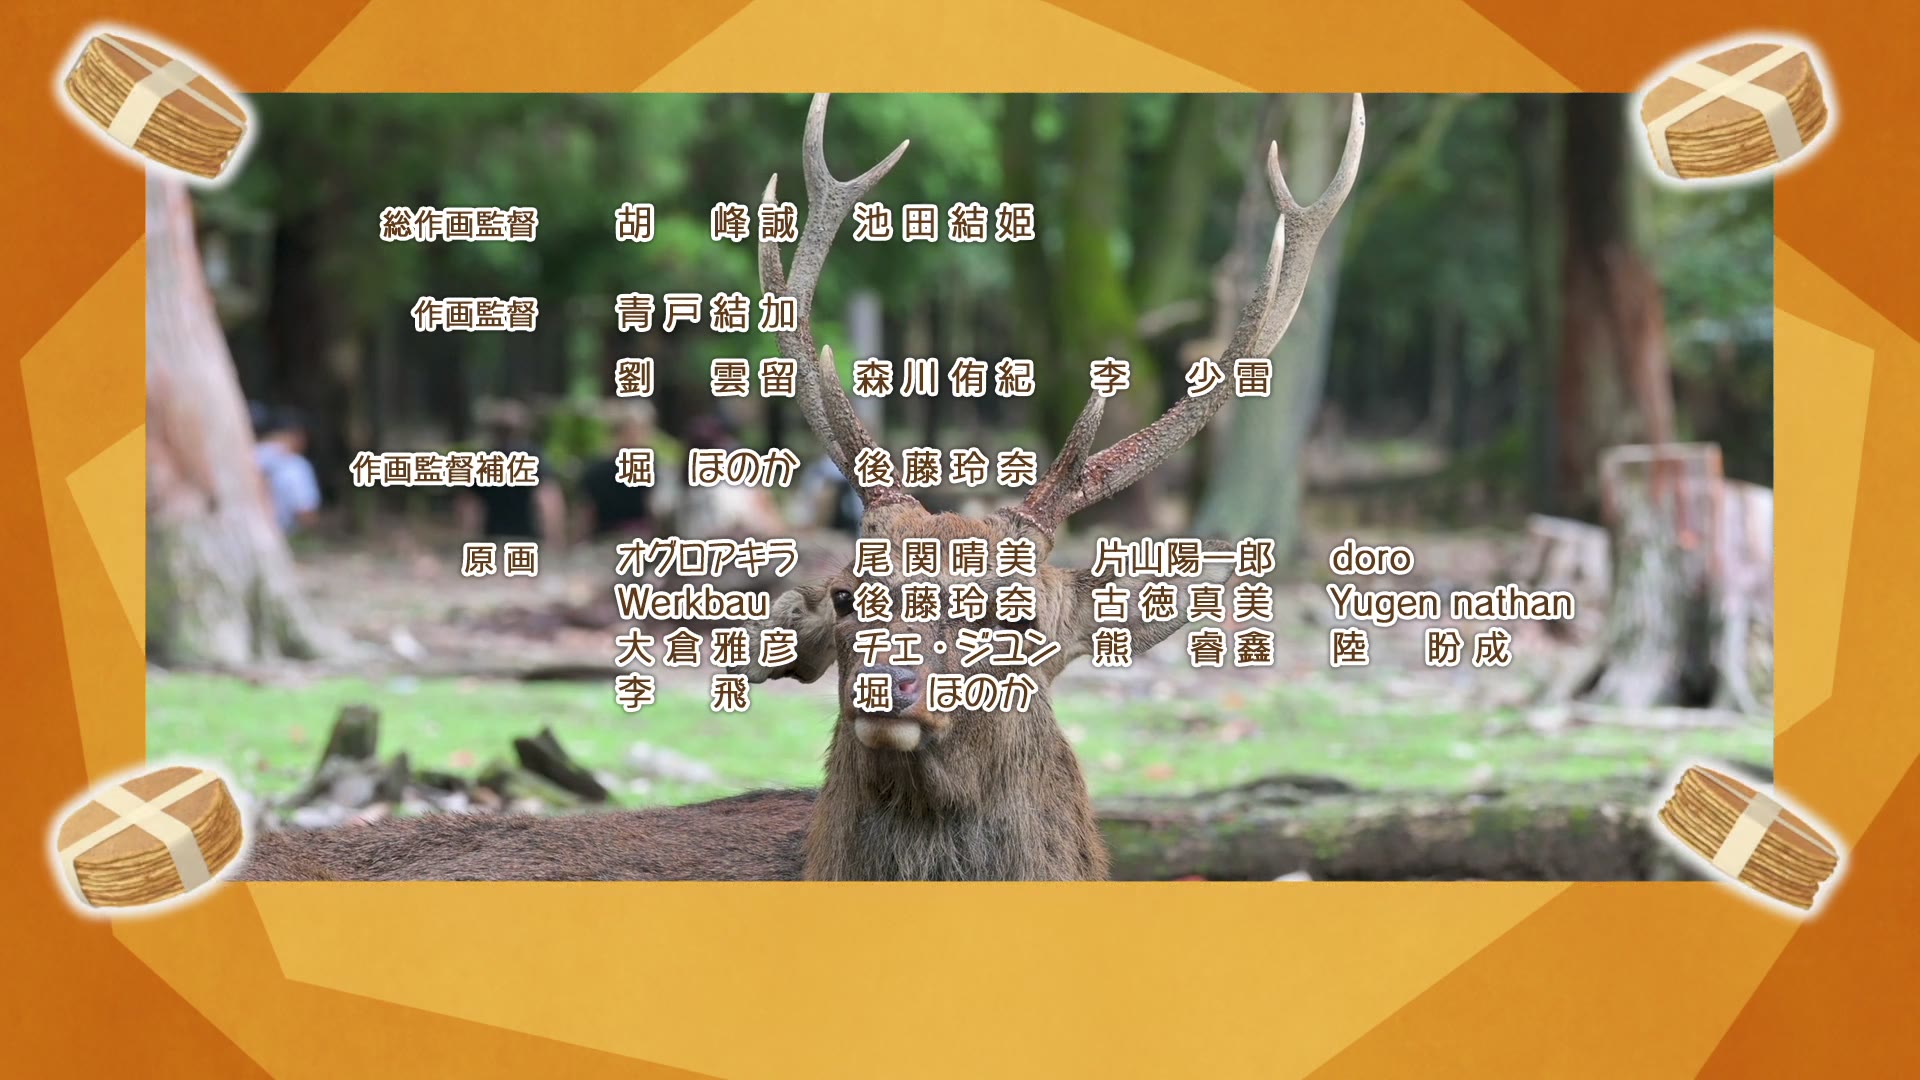 総作画監督 胡 峰誠 池田結姫
作画監督 青戸結加
劉 雲留 森川侑紀 李 少雷
作画監督補佐 堀 ほのか 後藤玲奈
原画 オグロアキラ 尾関晴美 片山陽一郎 doro
Werkbau 後藤玲奈 古徳真美 Yugen nathan
大倉雅彦 チェ・ジユン 熊 睿鑫 陸 盼成
李 飛 堀 ほのか